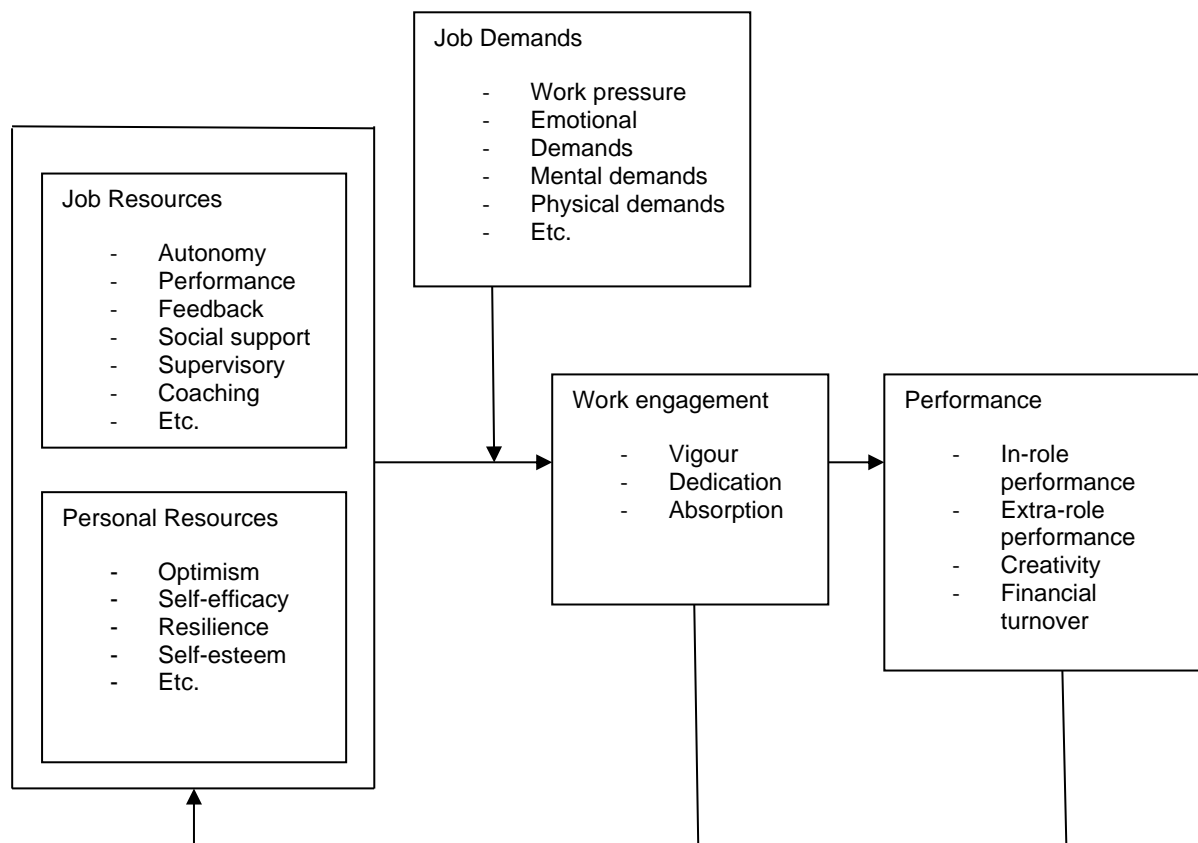 Job Demands
- Work pressure
- Emotional
- Demands
- Mental demands
- Physical demands
- Etc.
Job Resources
- Autonomy
- Performance
- Feedback
- Social support
- Supervisory
- Coaching
- Etc.
Personal Resources
- Optimism
- Self-efficacy
- Resilience
- Self-esteem
- Etc.
Work engagement
- Vigour
- Dedication
- Absorption
Performance
- In-role
performance
- Extra-role
performance
- Creativity
- Financial
turnover